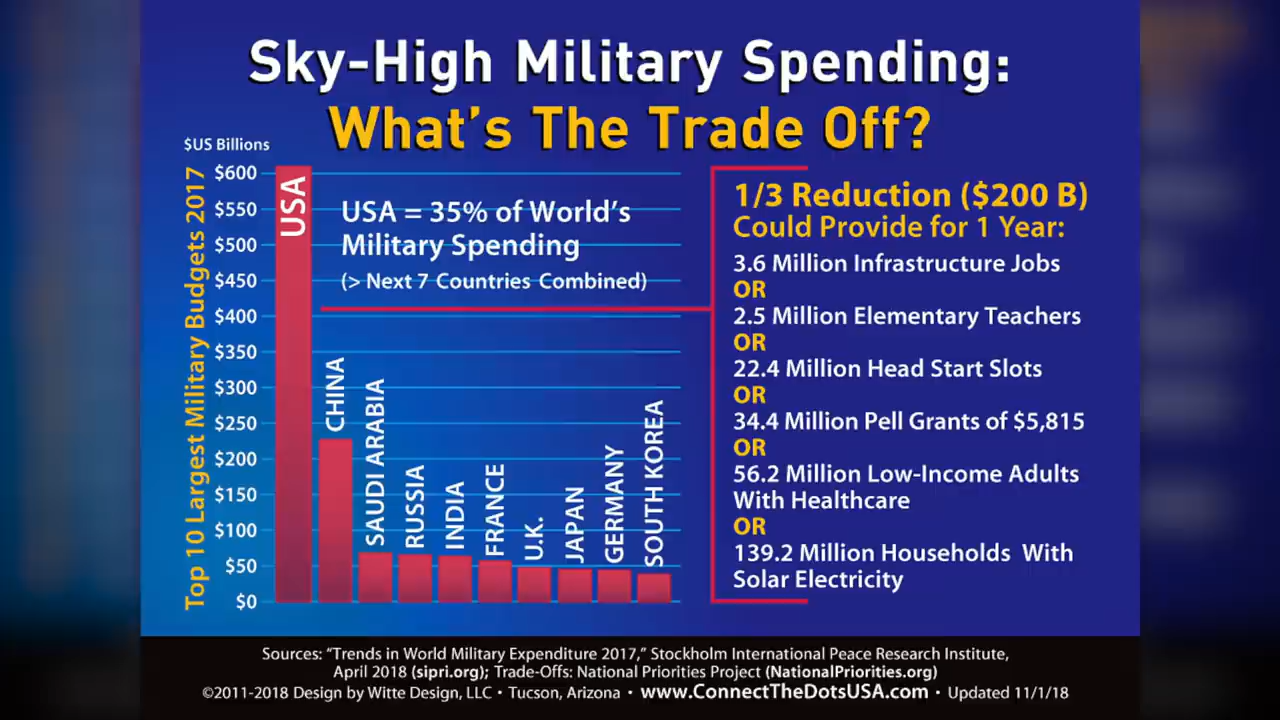 Sky-High Military Spending:
What's The Trade Off?
$US Billions
Top 10 Largest Military Budgets 2017
$600
$550
$500
$450
$400
$350
$300
$250
$200
$150
$100
$50
$0
USA
CHINA
SAUDI ARABIA
RUSSIA
INDIA
FRANCE
U.K.
JAPAN
GERMANY
SOUTH KOREA
USA = 35% of World's
Military Spending
(> Next 7 Countries Combined)
1/3 Reduction ($200 B)
Could Provide for 1 Year:
3.6 Million Infrastructure Jobs
OR
2.5 Million Elementary Teachers
OR
22.4 Million Head Start Slots
OR
34.4 Million Pell Grants of $5,815
OR
56.2 Million Low-Income Adults
With Healthcare
OR
139.2 Million Households With
Solar Electricity
Sources: "Trends in World Military Expenditure 2017," Stockholm International Peace Research Institute,
April 2018 (sipri.org); Trade-Offs: National Priorities Project (NationalPriorities.org)
©2011-2018 Design by Witte Design, LLC • Tucson, Arizona • www.ConnectTheDotsUSA.com • Updated 11/1/18